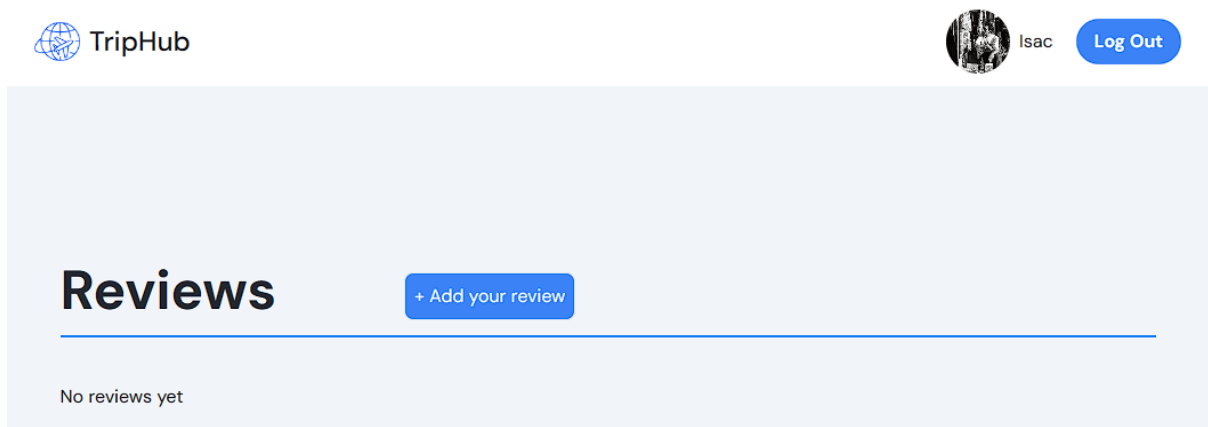 TripHub
Isac
Log Out
Reviews
+ Add your review
No reviews yet